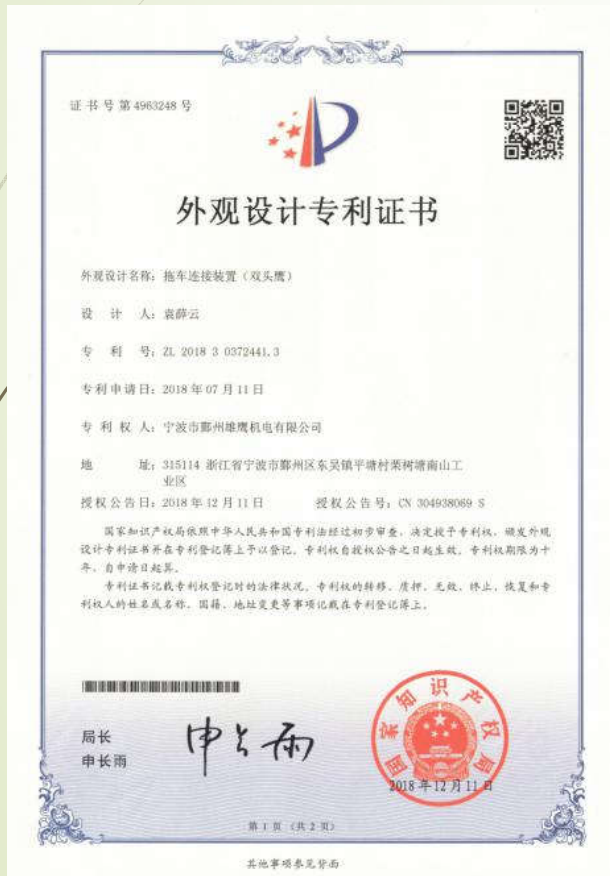 证书号第4963248号
外观设计专利证书
外观设计名称：拖车连接装置（双头鹰）
设 计 人：袁薛云
专 利 号：ZL 2018 3 0372441.3
专利申请日：2018年07月11日
专 利 权 人：宁波市鄞州雄鹰机电有限公司
地 址：315114 浙江省宁波市鄞州区东吴镇平塘村栗树塘南山工
业区
授权公告日：2018年12月11日 授权公告号：CN 304938069 S
国家知识产权局依照中华人民共和国专利法经过初步审查，决定授予专利权，颁发外观
设计专利证书并在专利登记簿上予以登记。专利权自授权公告之日起生效。专利权期限为十
年，自申请日起算。
专利证书记载专利权登记时的法律状况。专利权的转移、质押、无效、终止、恢复和专
利权人的姓名或名称、国籍、地址变更等事项记载在专利登记簿上。
局长
申长雨
申长雨
国家知识产权局
2018年12月11日
第 1 页 （共 2 页）
其他事项参见背面